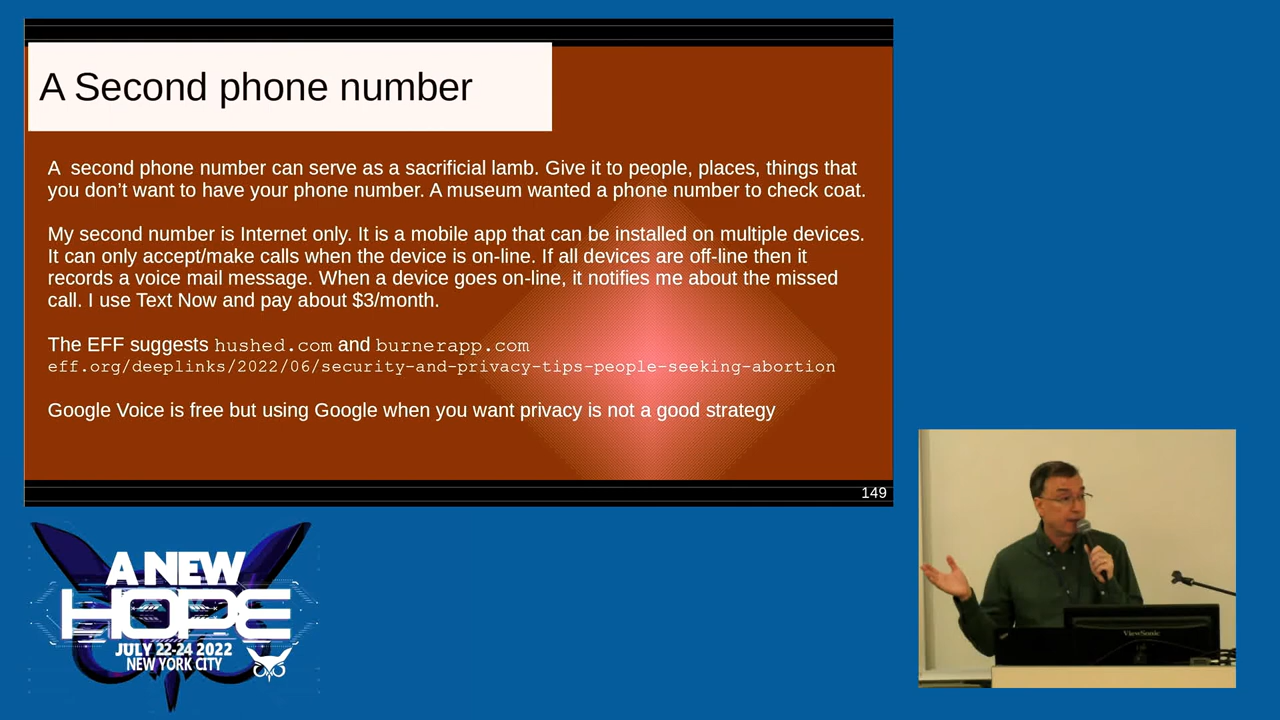 A Second phone number
A  second phone number can serve as a sacrificial lamb. Give it to people, places, things that
you don’t want to have your phone number. A museum wanted a phone number to check coat.
My second number is Internet only. It is a mobile app that can be installed on multiple devices.
It can only accept/make calls when the device is on-line. If all devices are off-line then it
records a voice mail message. When a device goes on-line, it notifies me about the missed
call. I use Text Now and pay about $3/month.
The EFF suggests hushed.com and burnerapp.com
eff.org/deeplinks/2022/06/security-and-privacy-tips-people-seeking-abortion
Google Voice is free but using Google when you want privacy is not a good strategy
149
A NEW
HOPE
JULY 22-24 2022
NEW YORK CITY
ViewSonic